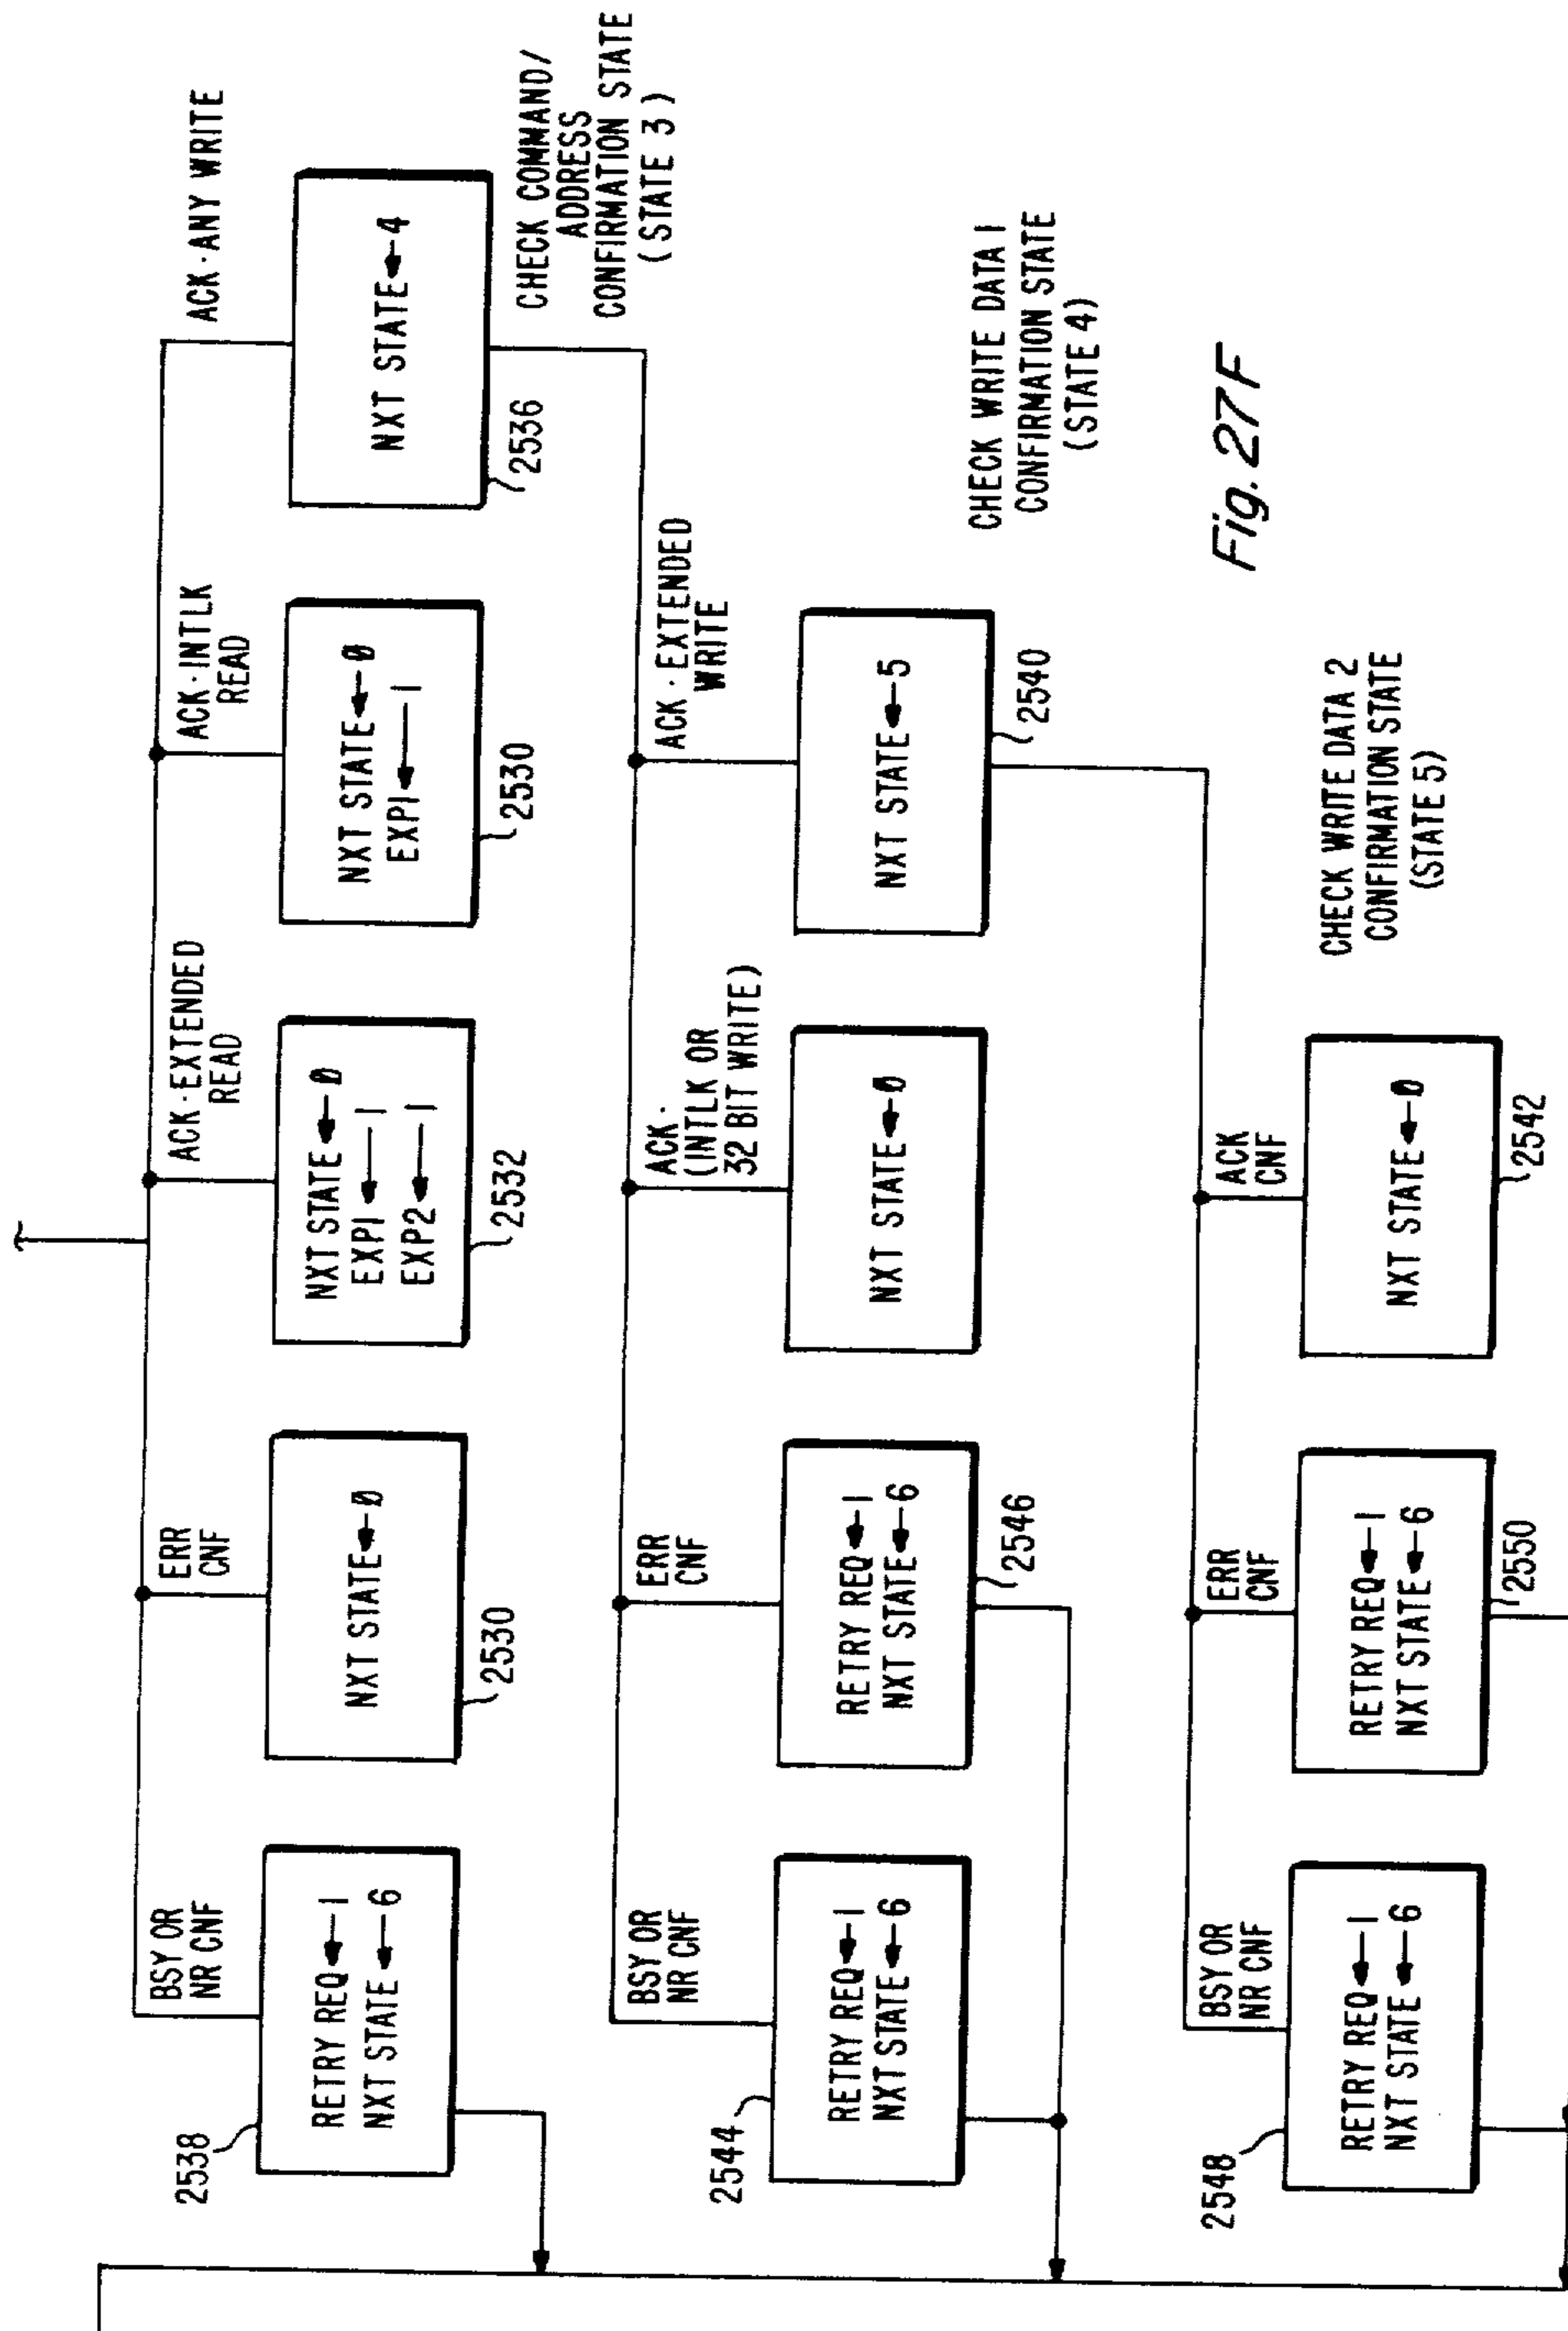 BSY OR
NR CNF
ERR
CNF
ACK·EXTENDED
READ
ACK·INTLK
READ
ACK·ANY WRITE
2538
RETRY REQ←1
NXT STATE←6
NXT STATE←0
2530
NXT STATE←0
EXP1←1
EXP2←1
2532
NXT STATE←0
EXP1←1
2530
NXT STATE←4
2536
CHECK COMMAND/
ADDRESS
CONFIRMATION STATE
(STATE 3)
BSY OR
NR CNF
ERR
CNF
ACK·
(INTLK OR
32 BIT WRITE)
ACK·EXTENDED
WRITE
2544
RETRY REQ←1
NXT STATE←6
RETRY REQ←1
NXT STATE←6
2546
NXT STATE←0
NXT STATE←5
2540
CHECK WRITE DATA 1
CONFIRMATION STATE
(STATE 4)
BSY OR
NR CNF
ERR
CNF
ACK
CNF
2548
RETRY REQ←1
NXT STATE←6
RETRY REQ←1
NXT STATE←6
2550
NXT STATE←0
2542
CHECK WRITE DATA 2
CONFIRMATION STATE
(STATE 5)
Fig. 27F